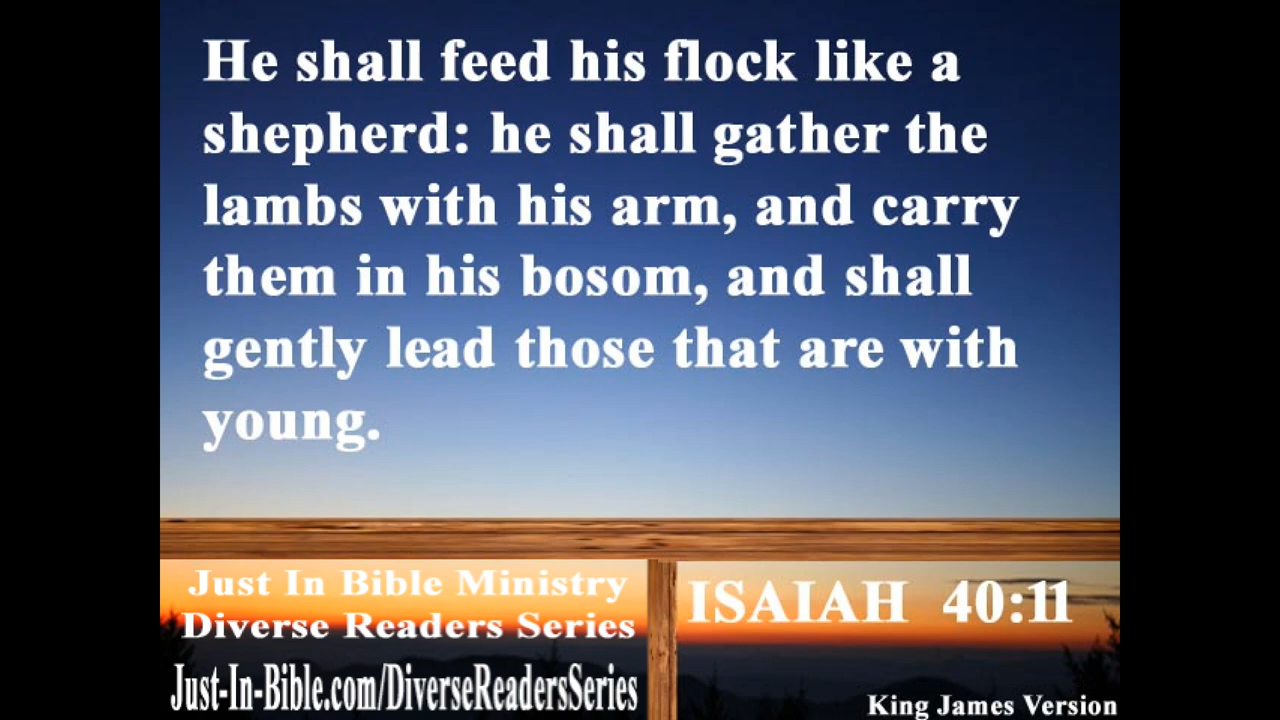 He shall feed his flock like a
shepherd: he shall gather the
lambs with his arm, and carry
them in his bosom, and shall
gently lead those that are with
young.
Just In Bible Ministry
Diverse Readers Series
Just-In-Bible.com/DiverseReadersSeries
ISAIAH 40:11
King James Version